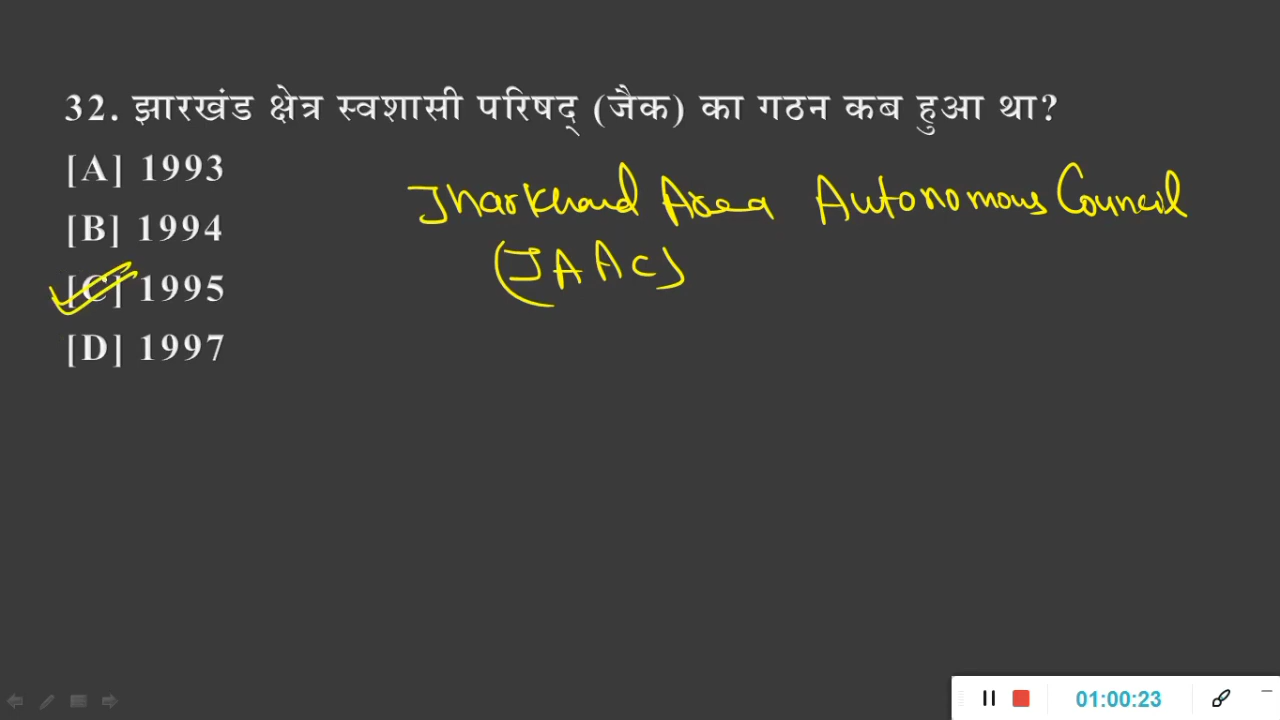 32. झारखंड क्षेत्र स्वशासी परिषद् (जैक) का गठन कब हुआ था?
[A] 1993
[B] 1994
[C] 1995
[D] 1997
Jharkhand Area Autonomous Council
(JAAC)
01:00:23